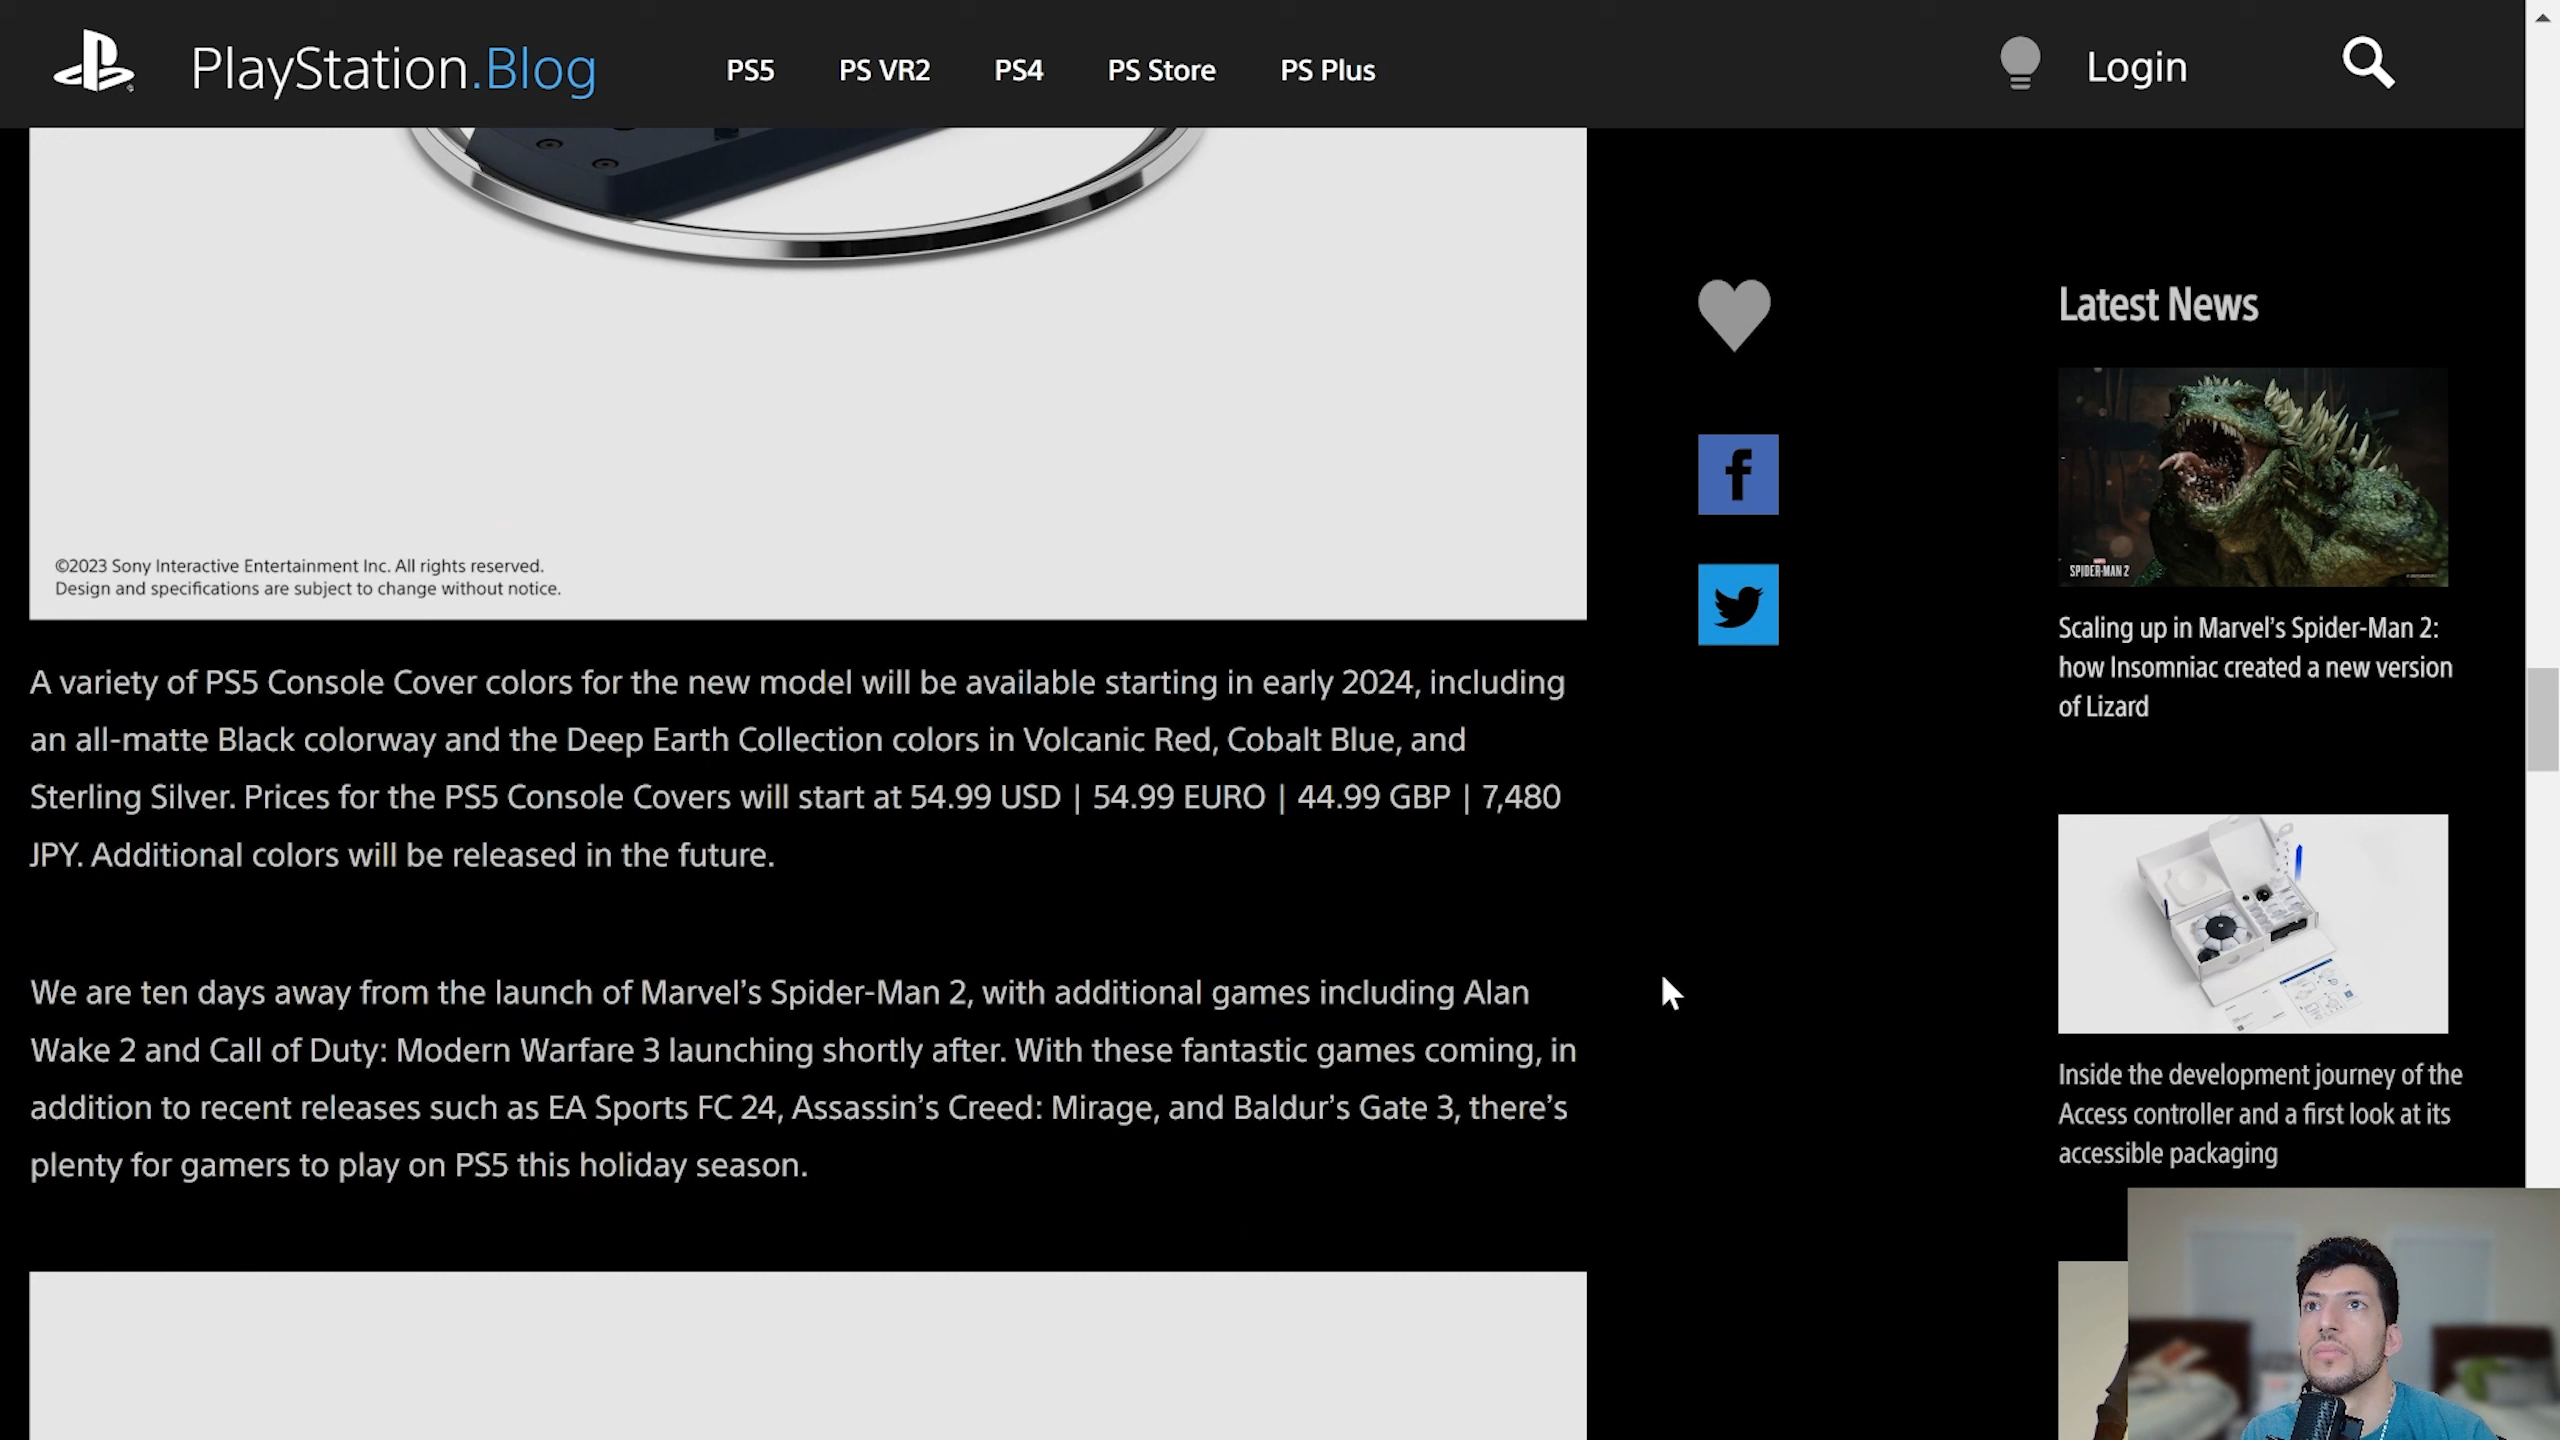 PlayStation.Blog
PS5
PS VR2
PS4
PS Store
PS Plus
Login
©2023 Sony Interactive Entertainment Inc. All rights reserved.
Design and specifications are subject to change without notice.
A variety of PS5 Console Cover colors for the new model will be available starting in early 2024, including
an all-matte Black colorway and the Deep Earth Collection colors in Volcanic Red, Cobalt Blue, and
Sterling Silver. Prices for the PS5 Console Covers will start at 54.99 USD | 54.99 EURO | 44.99 GBP | 7,480
JPY. Additional colors will be released in the future.
We are ten days away from the launch of Marvel’s Spider-Man 2, with additional games including Alan
Wake 2 and Call of Duty: Modern Warfare 3 launching shortly after. With these fantastic games coming, in
addition to recent releases such as EA Sports FC 24, Assassin’s Creed: Mirage, and Baldur’s Gate 3, there’s
plenty for gamers to play on PS5 this holiday season.
Latest News
SPIDER-MAN 2
Scaling up in Marvel’s Spider-Man 2:
how Insomniac created a new version
of Lizard
Inside the development journey of the
Access controller and a first look at its
accessible packaging